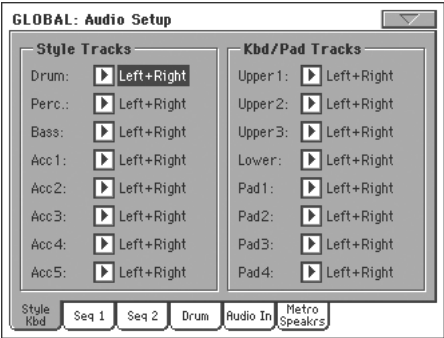 GLOBAL: Audio Setup
Style Tracks
Drum: Left+Right
Perc.: Left+Right
Bass: Left+Right
Acc1: Left+Right
Acc2: Left+Right
Acc3: Left+Right
Acc4: Left+Right
Acc5: Left+Right
Kbd/Pad Tracks
Upper1: Left+Right
Upper2: Left+Right
Upper3: Left+Right
Lower: Left+Right
Pad1: Left+Right
Pad2: Left+Right
Pad3: Left+Right
Pad4: Left+Right
Style
Kbd
Seq 1
Seq 2
Drum
Audio In
Metro
Speakrs